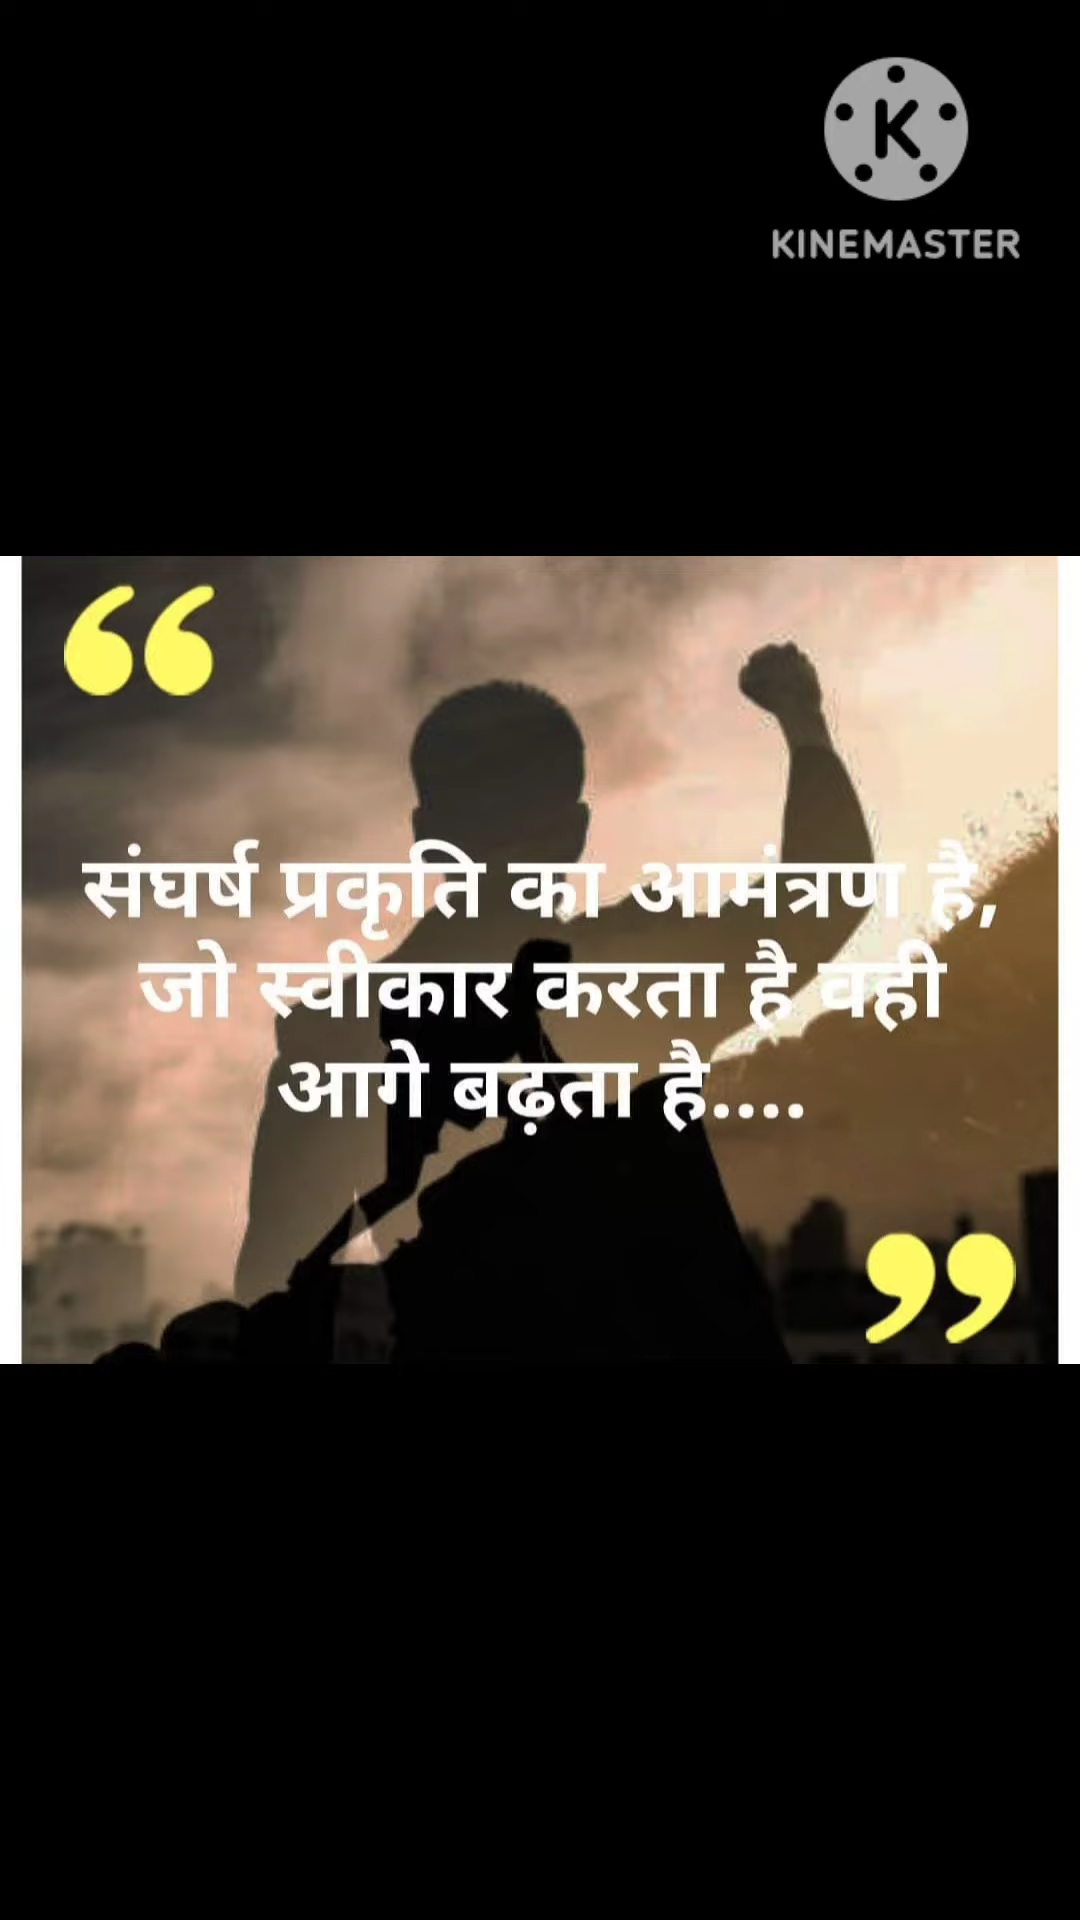 K
KINEMASTER
“
संघर्ष प्रकृति का आमंत्रण है,
जो स्वीकार करता है वही
आगे बढ़ता है....
”